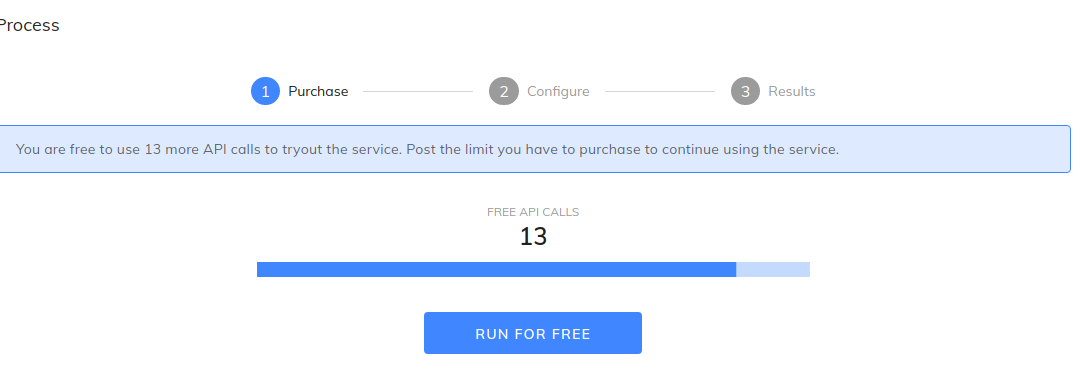 Process
1 Purchase 2 Configure 3 Results
You are free to use 13 more API calls to tryout the service. Post the limit you have to purchase to continue using the service.
FREE API CALLS
13
RUN FOR FREE